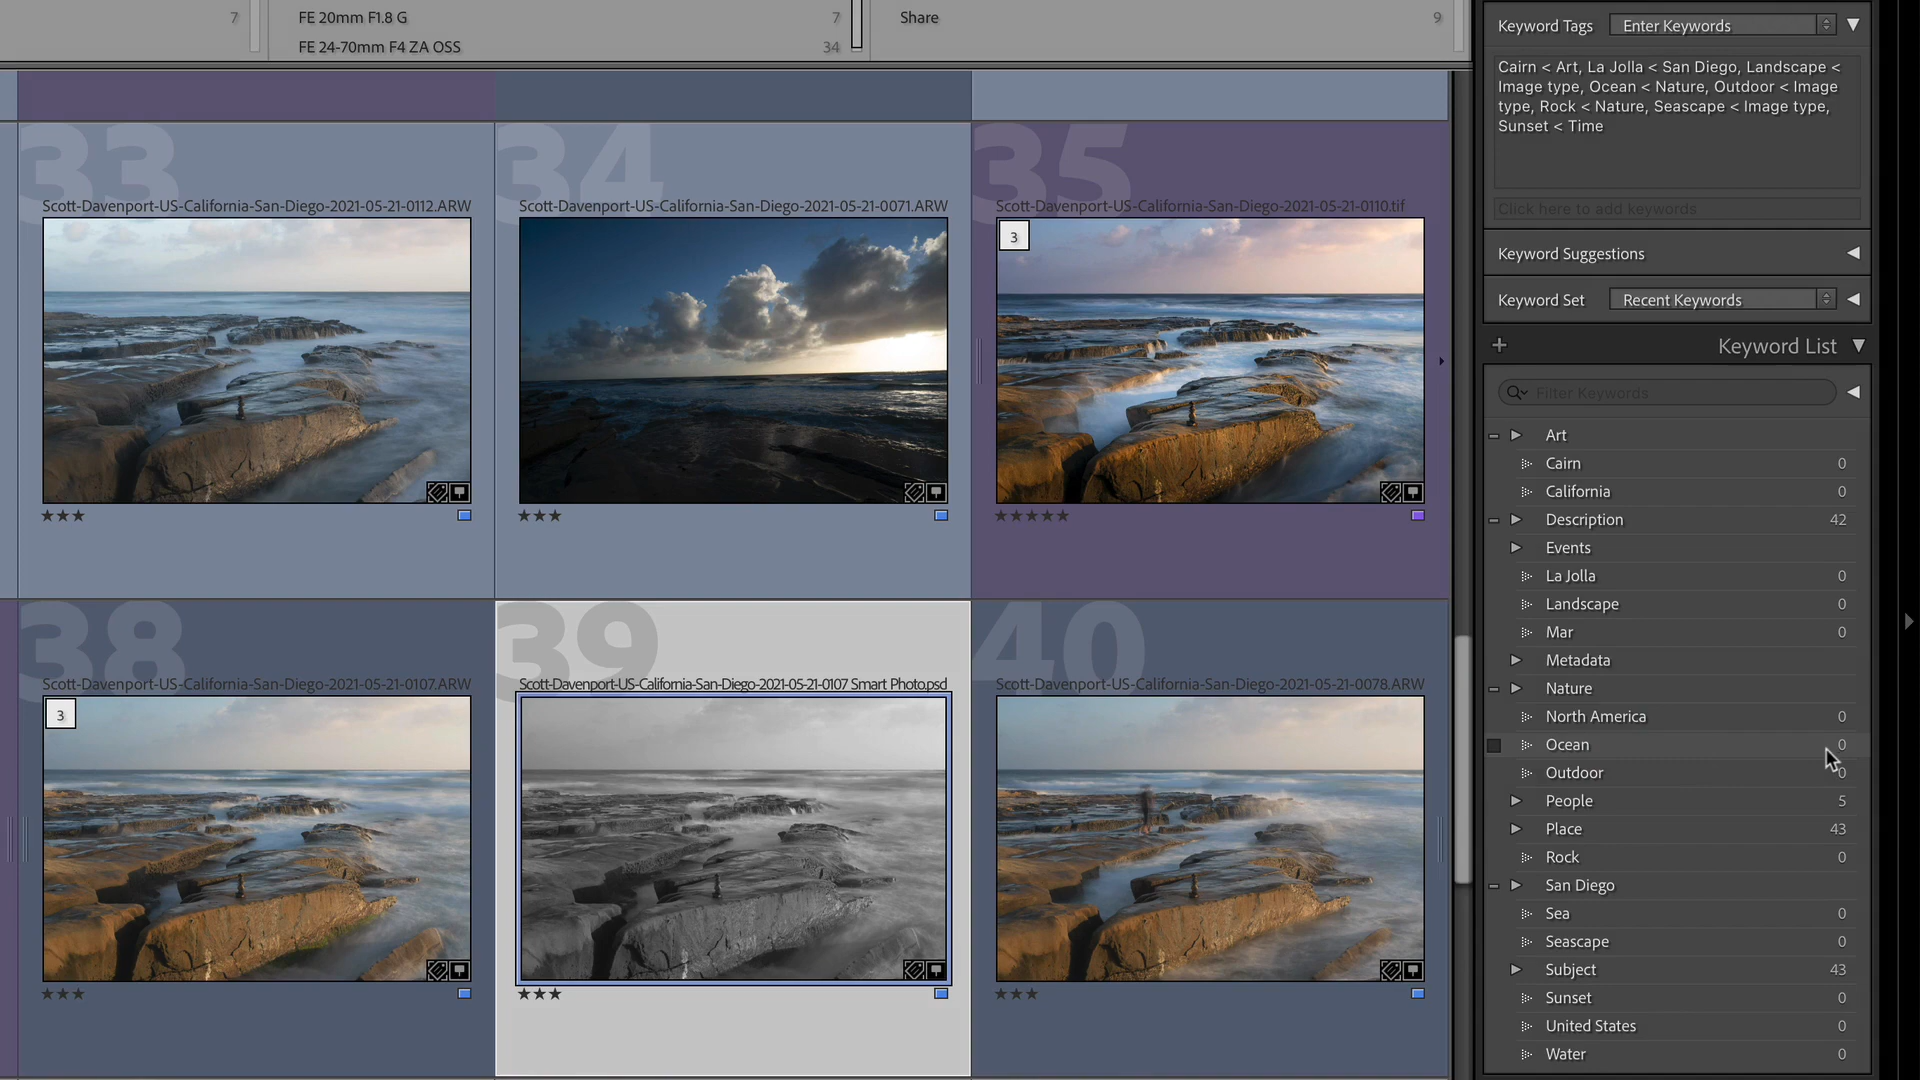 7
FE 20mm F1.8 G 7
FE 24-70mm F4 ZA OSS 34
Share 9
33
34
35
Scott-Davenport-US-California-San-Diego-2021-05-21-0112.ARW
Scott-Davenport-US-California-San-Diego-2021-05-21-0071.ARW
Scott-Davenport-US-California-San-Diego-2021-05-21-0110.tif
3
38
39
40
Scott-Davenport-US-California-San-Diego-2021-05-21-0107.ARW
Scott-Davenport-US-California-San-Diego-2021-05-21-0107 Smart Photo.psd
Scott-Davenport-US-California-San-Diego-2021-05-21-0078.ARW
3
Keyword Tags Enter Keywords
Cairn < Art, La Jolla < San Diego, Landscape <
Image type, Ocean < Nature, Outdoor < Image
type, Rock < Nature, Seascape < Image type,
Sunset < Time
Click here to add keywords
Keyword Suggestions
Keyword Set Recent Keywords
Keyword List
Filter Keywords
Art
Cairn 0
California 0
Description 42
Events
La Jolla 0
Landscape 0
Mar 0
Metadata
Nature
North America 0
Ocean 0
Outdoor 0
People 5
Place 43
Rock 0
San Diego
Sea 0
Seascape 0
Subject 43
Sunset 0
United States 0
Water 0